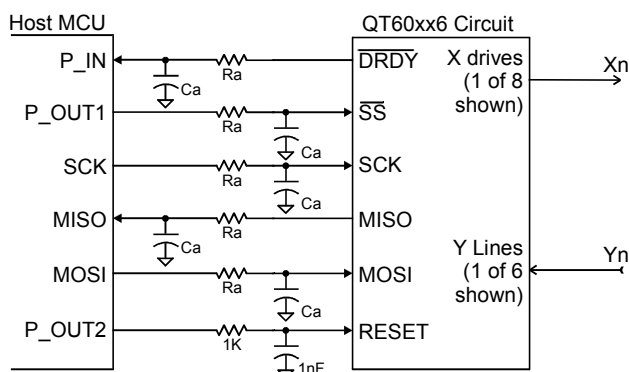 Host MCU
QT60xx6 Circuit
P_IN
Ra
Ca
DRDY
X drives
(1 of 8
shown)
Xn
P_OUT1
Ra
Ca
SS
SCK
Ra
Ca
SCK
MISO
Ra
Ca
MISO
MOSI
Ra
Ca
MOSI
Y Lines
(1 of 6
shown)
Yn
P_OUT2
1K
1nF
RESET